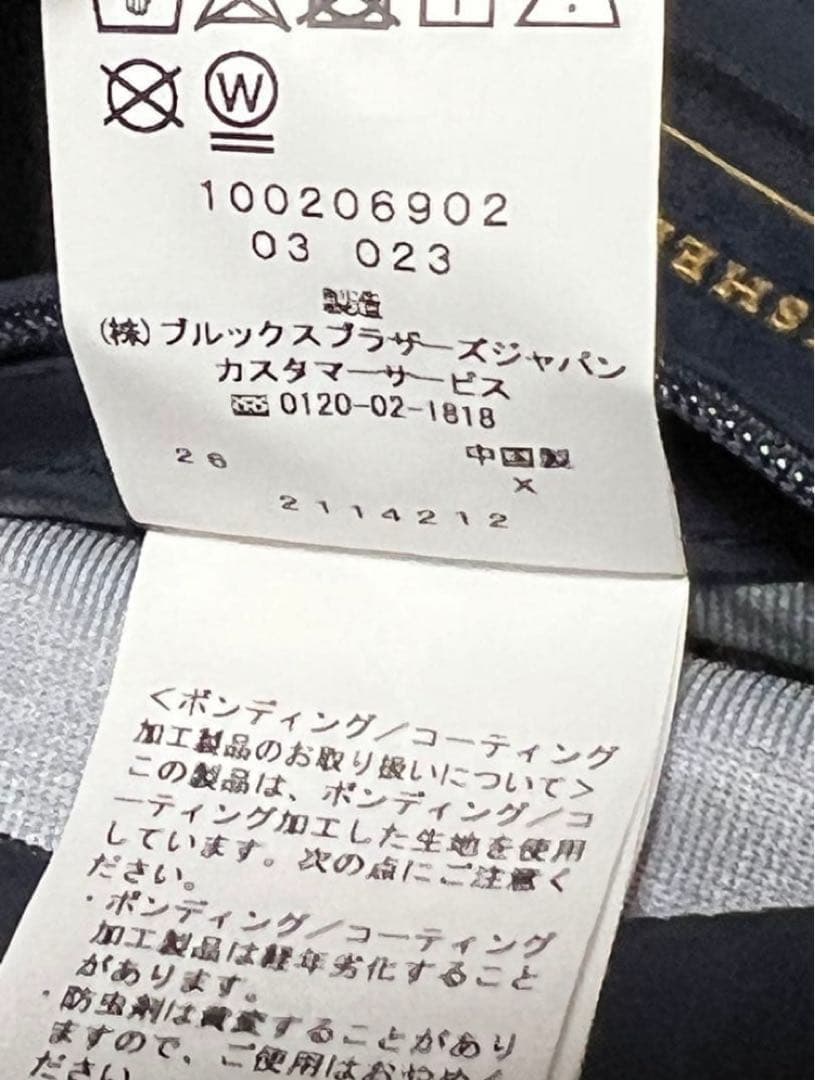 W
100206902
03 023
製造
(株)ブルックスブラザーズジャパン
カスタマーサービス
0120-02-1818
26 中国製
X
2114212
<ボンディング/コーティング
加工製品のお取り扱いについて>
この製品は、ボンディング/コ
ーティング加工した生地を使用
しています。次の点にご注意く
ださい。
・ボンディング/コーティング
加工製品は経年劣化すること
があります。
・防虫剤は黄変することがあり
ますので、ご使用はおやめく
ださい